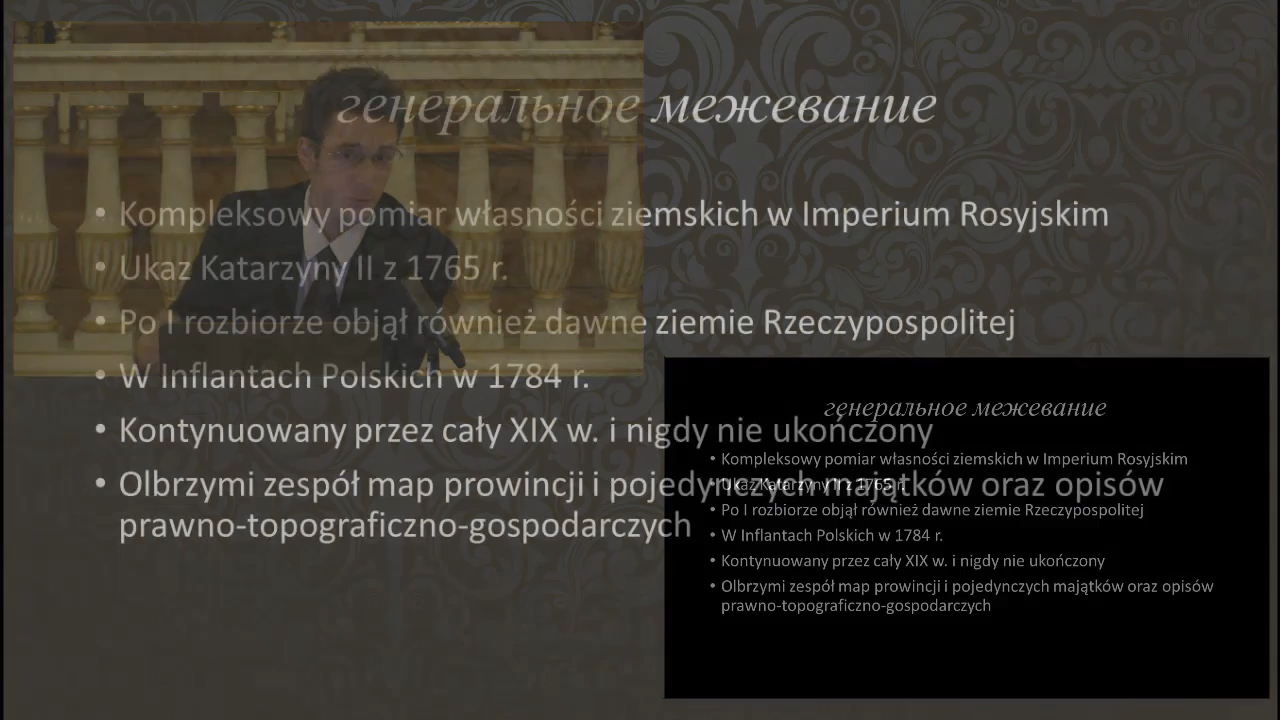 генеральное межевание
• Kompleksowy pomiar własności ziemskich w Imperium Rosyjskim
• Ukaz Katarzyny II z 1765 r.
• Po I rozbiorze objął również dawne ziemie Rzeczypospolitej
• W Inflantach Polskich w 1784 r.
• Kontynuowany przez cały XIX w. i nigdy nie ukończony
• Olbrzymi zespół map prowincji i pojedynczych majątków oraz opisów
prawno-topograficzno-gospodarczych
генеральное межевание
• Kompleksowy pomiar własności ziemskich w Imperium Rosyjskim
• Ukaz Katarzyny II z 1765 r.
• Po I rozbiorze objął również dawne ziemie Rzeczypospolitej
• W Inflantach Polskich w 1784 r.
• Kontynuowany przez cały XIX w. i nigdy nie ukończony
• Olbrzymi zespół map prowincji i pojedynczych majątków oraz opisów
prawno-topograficzno-gospodarczych